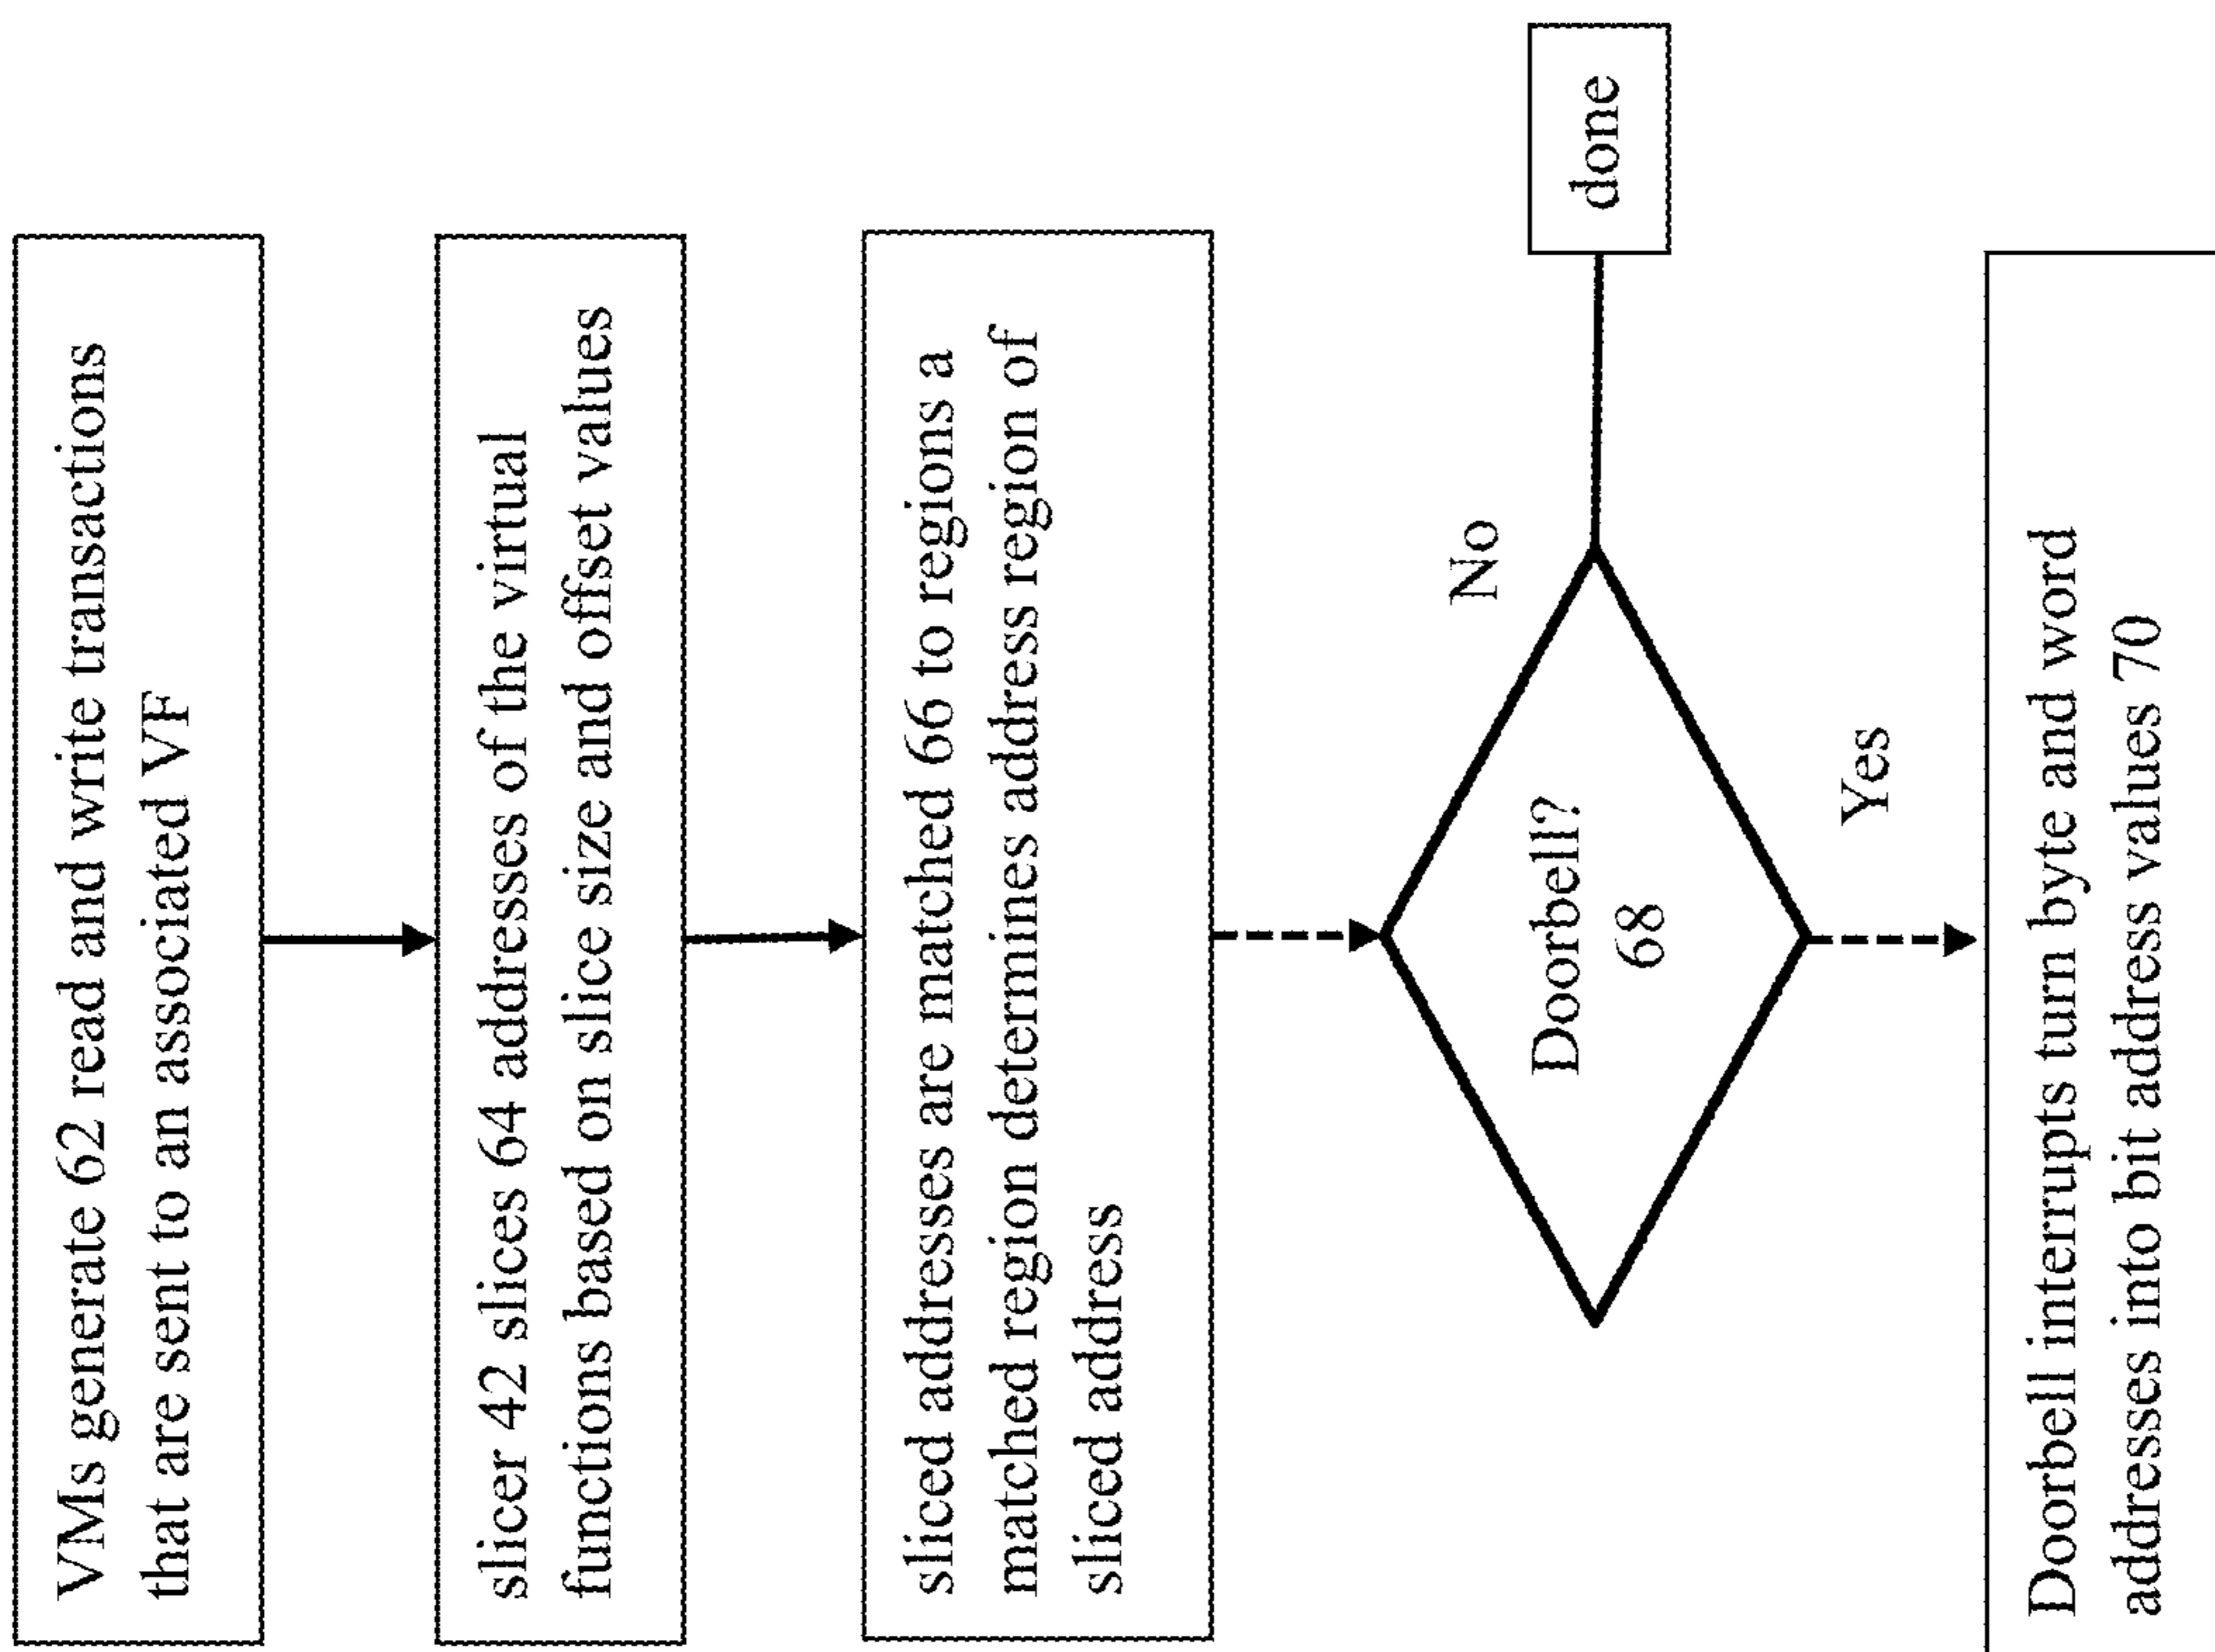 VMs generate 62 read and write transactions
that are sent to an associated VF
slicer 42 slices 64 addresses of the virtual
functions based on slice size and offset values
sliced addresses are matched 66 to regions a
matched region determines address region of
sliced address
Doorbell?
68
No
done
Yes
Doorbell interrupts turn byte and word
addresses into bit address values 70